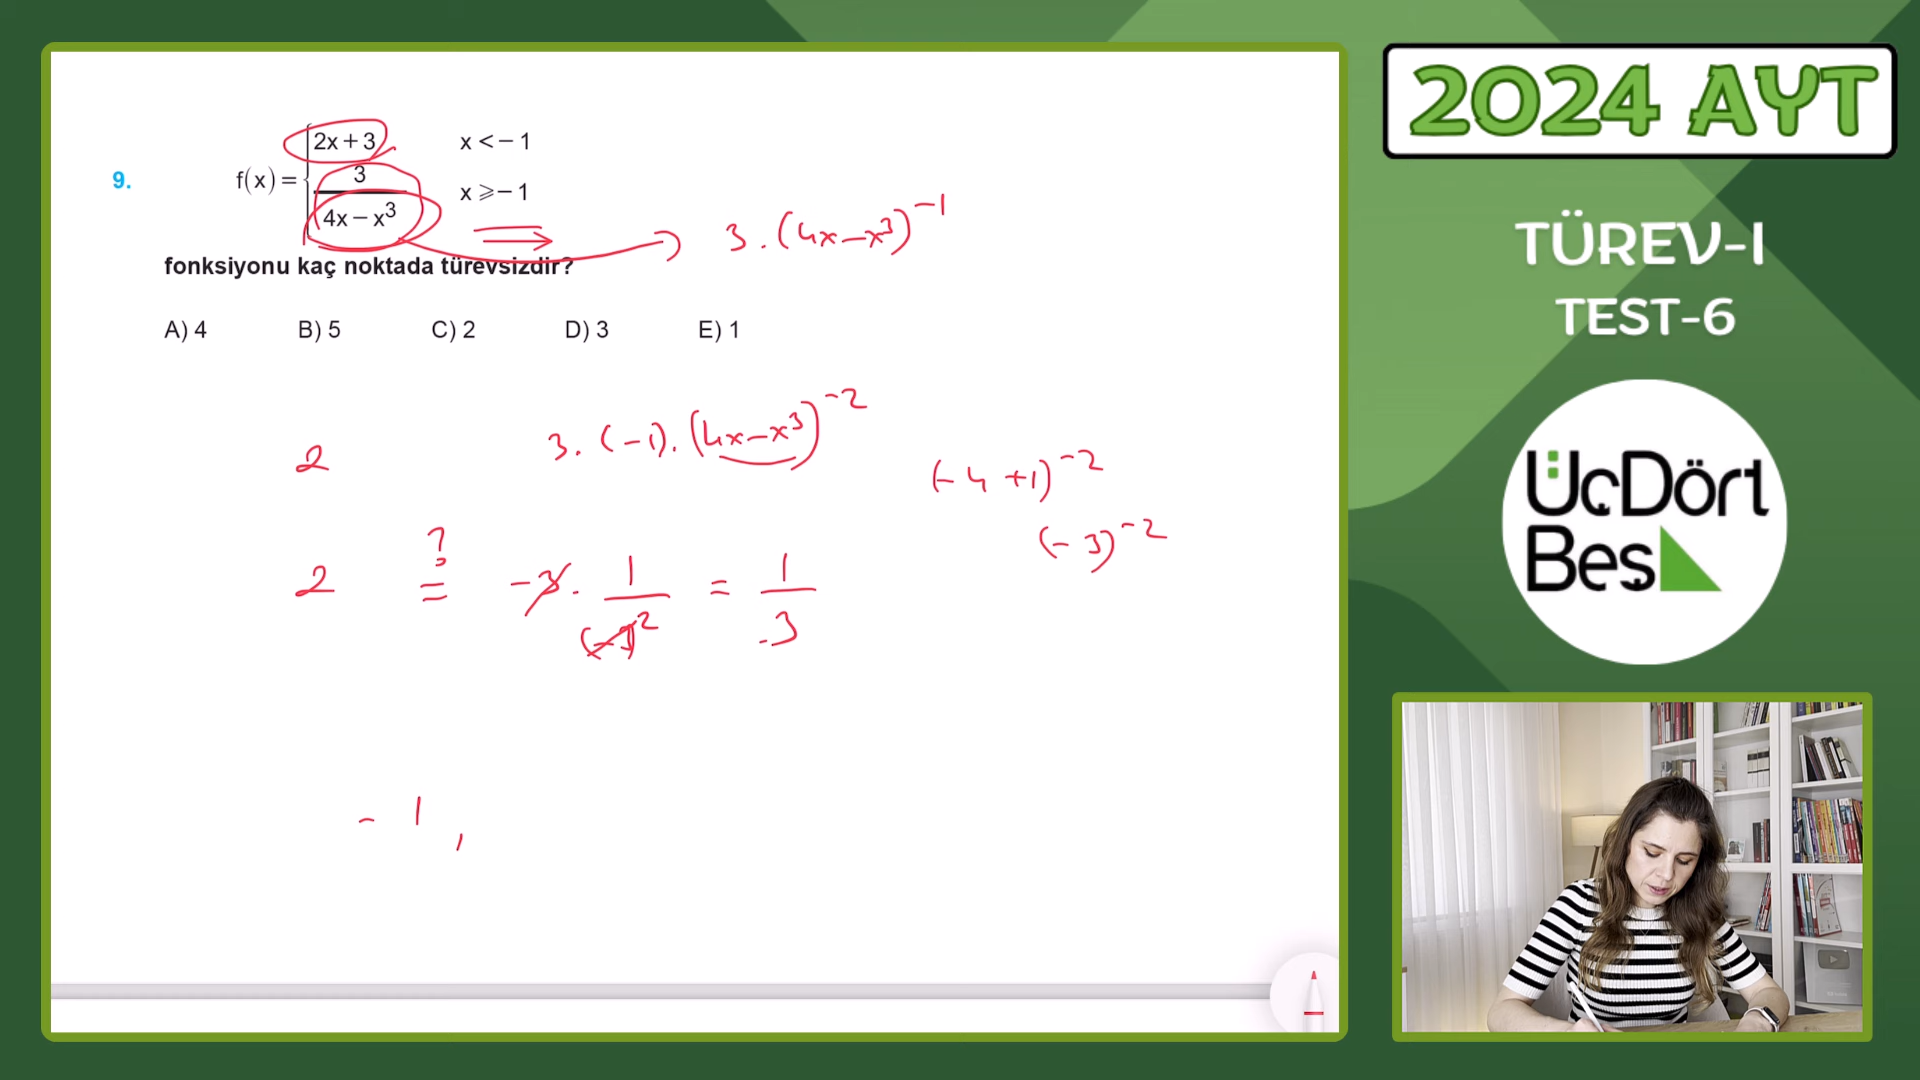 9.
f(x) = { 2x + 3    x < – 1
3 / (4x – x³)    x ⩾ – 1
3 . (4x – x³)⁻¹
fonksiyonu kaç noktada türevsizdir?
A) 4    B) 5    C) 2    D) 3    E) 1
2    3 . (–1) . (4x – x³)⁻²
(– 4 + 1)⁻²
(– 3)⁻²
2 =? – 3 . 1 / (–3)² = 1 / -3
– 1 ,
2024 AYT
TÜREV-I
TEST-6
ÜçDört
Beş